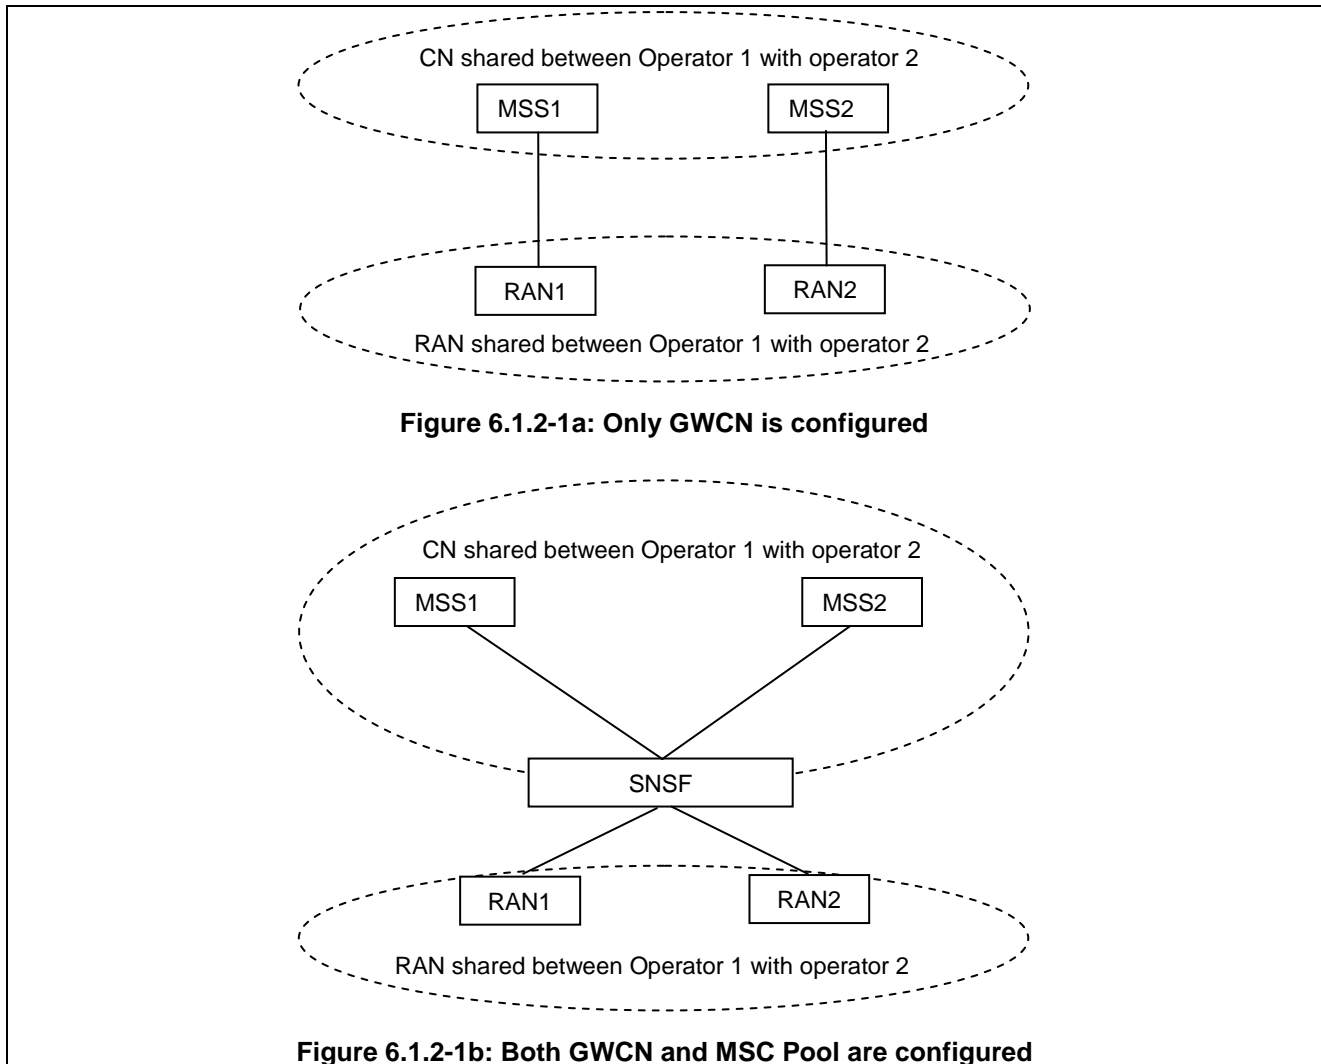 CN shared between Operator 1 with operator 2
MSS1 MSS2
RAN1 RAN2
RAN shared between Operator 1 with operator 2
Figure 6.1.2-1a: Only GWCN is configured
CN shared between Operator 1 with operator 2
MSS1 MSS2
SNSF
RAN1 RAN2
RAN shared between Operator 1 with operator 2
Figure 6.1.2-1b: Both GWCN and MSC Pool are configured